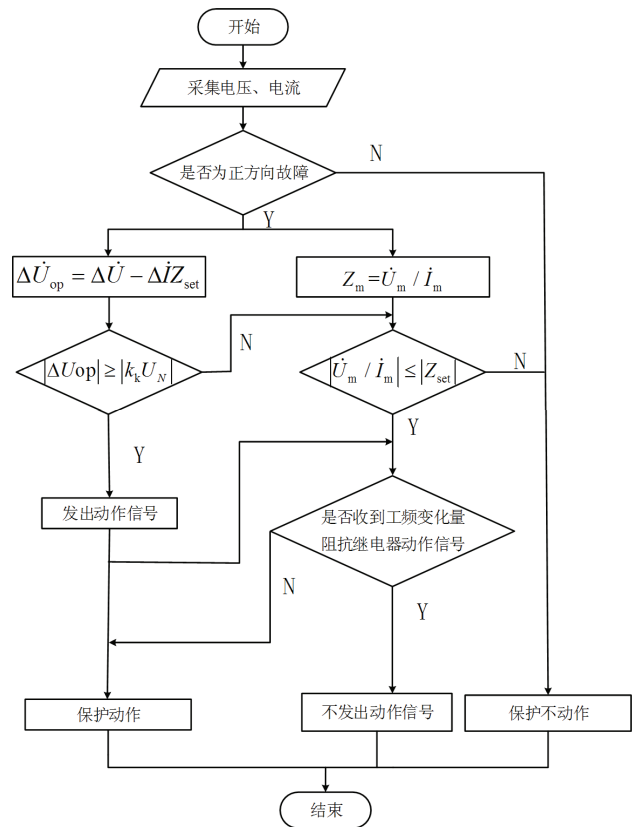 开始
采集电压、电流
是否为正方向故障
N
Y
ΔU̇op = ΔU̇ − ΔİZset
Zm=U̇m / İm
|ΔUop| ≥ |kkUN|
N
|U̇m / İm| ≤ |Zset|
N
Y
Y
发出动作信号
是否收到工频变化量
阻抗继电器动作信号
N
Y
保护动作
不发出动作信号
保护不动作
结束